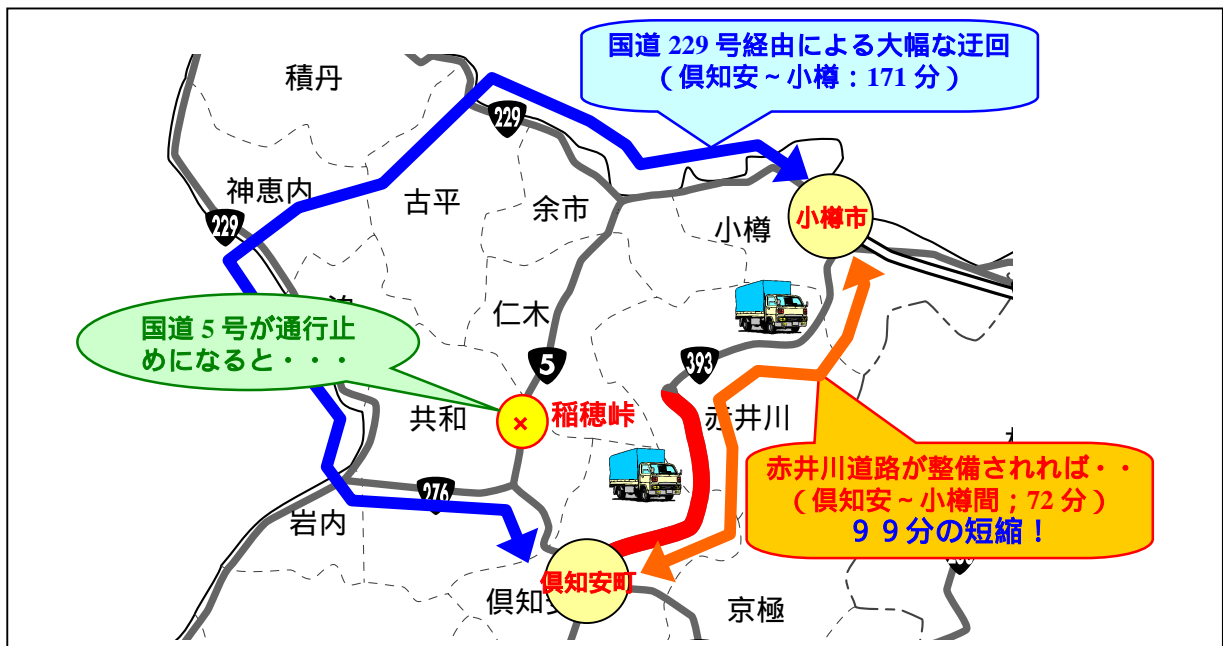 国道 229 号経由による大幅な迂回
（倶知安～小樽：171 分）
積丹
229
神恵内
古平
余市
小樽
小樽市
229
国道 5 号が通行止
めになると・・・
仁木
5
393
共和
×
稲穂峠
赤井川
赤井川道路が整備されれば・・
（倶知安～小樽間；72 分）
９９分の短縮！
276
岩内
倶知安町
倶知安
京極